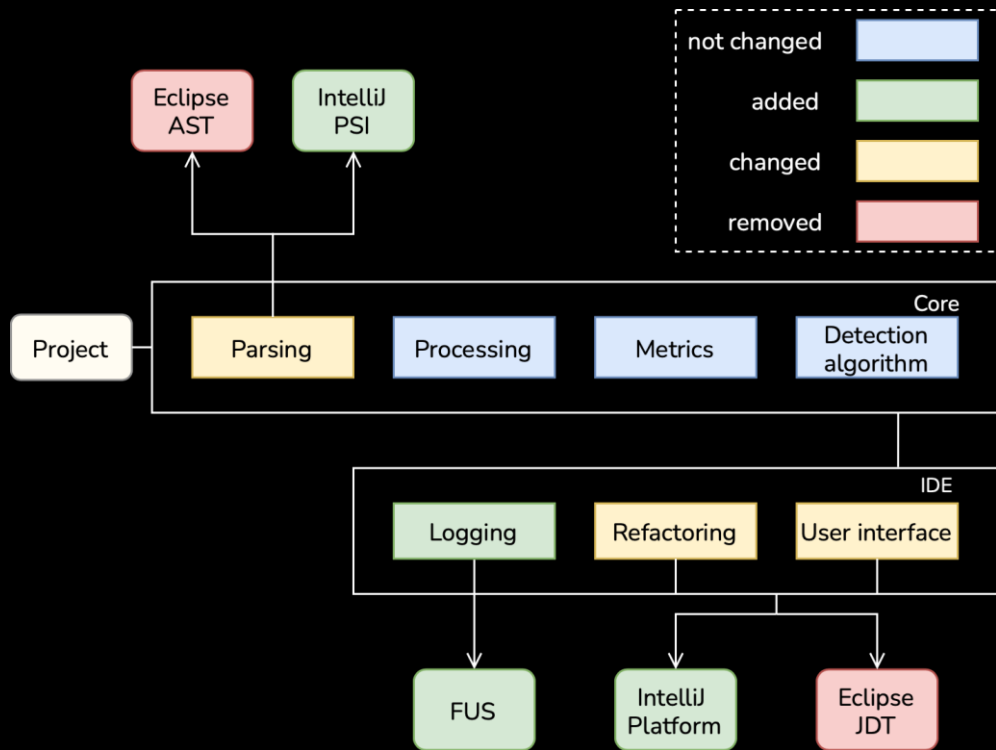 not changed
added
changed
removed
Eclipse
AST
IntelliJ
PSI
Core
Project
Parsing
Processing
Metrics
Detection
algorithm
IDE
Logging
Refactoring
User interface
FUS
IntelliJ
Platform
Eclipse
JDT